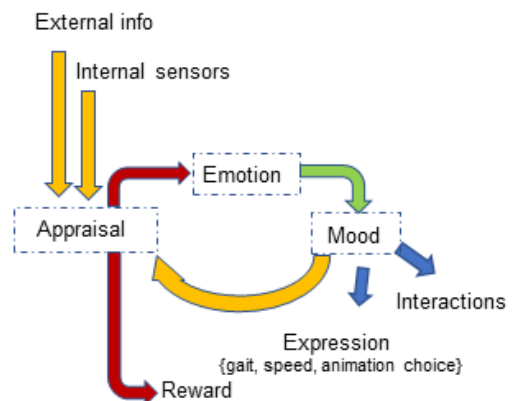 External info
Internal sensors
Emotion
Appraisal
Mood
Interactions
Expression
{gait, speed, animation choice}
Reward